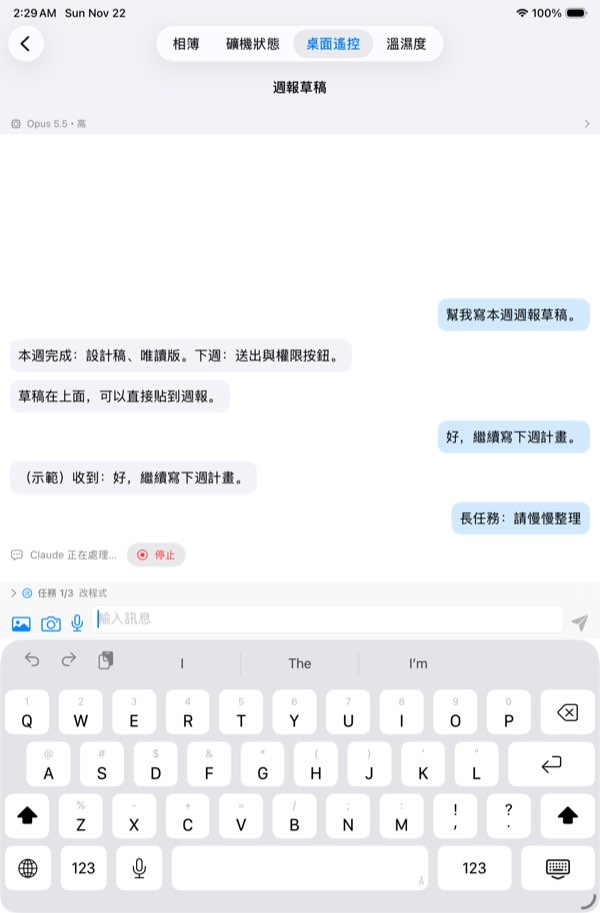 2:29 AM Sun Nov 22 100%
相簿 礦機狀態 桌面遙控 溫濕度
週報草稿
Opus 5.5・高
幫我寫本週週報草稿。
本週完成：設計稿、唯讀版。下週：送出與權限按鈕。
草稿在上面，可以直接貼到週報。
好，繼續寫下週計畫。
（示範）收到：好，繼續寫下週計畫。
長任務：請慢慢整理
Claude 正在處理... 停止
任務 1/3 改程式
輸入訊息
I The I'm
1 2 3 4 5 6 7 8 9 0
Q W E R T Y U I O P
@ # $ & * ( ) ' "
A S D F G H J K L
% - + = / ; : ! ?
Z X C V B N M , .
123 A 123